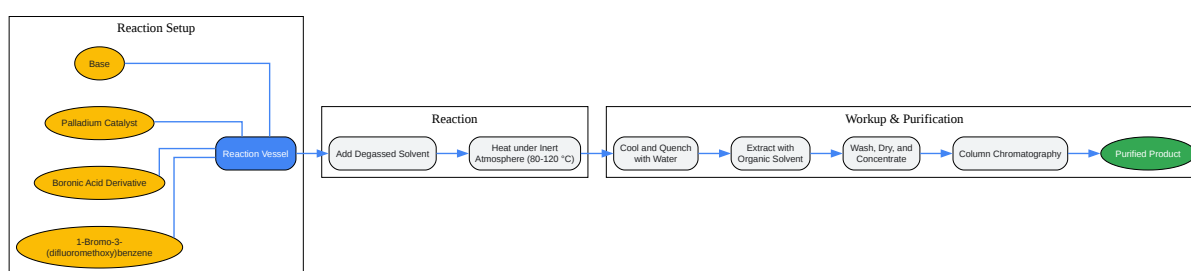 Reaction Setup
Base
Palladium Catalyst
Boronic Acid Derivative
1-Bromo-3-
(difluoromethoxy)benzene
Reaction Vessel
Reaction
Add Degassed Solvent
Heat under Inert
Atmosphere (80-120 °C)
Workup & Purification
Cool and Quench
with Water
Extract with
Organic Solvent
Wash, Dry, and
Concentrate
Column Chromatography
Purified Product